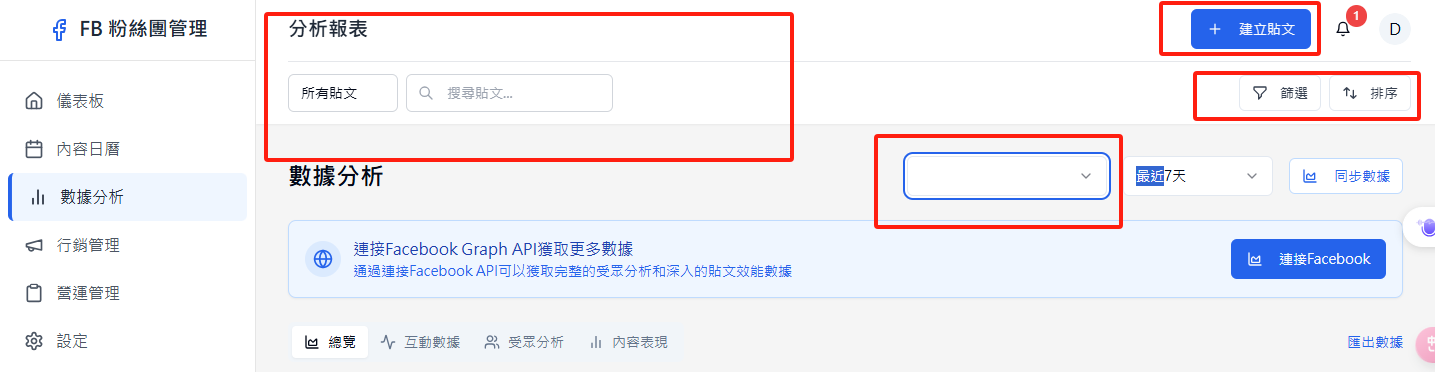 FB 粉絲團管理
分析報表
建立貼文
1
D
所有貼文
搜尋貼文...
篩選
排序
儀表板
內容日曆
數據分析
行銷管理
營運管理
設定
數據分析
最近7天
同步數據
連接Facebook Graph API獲取更多數據
通過連接Facebook API可以獲取完整的受眾分析和深入的貼文效能數據
連接Facebook
總覽
互動數據
受眾分析
內容表現
匯出數據